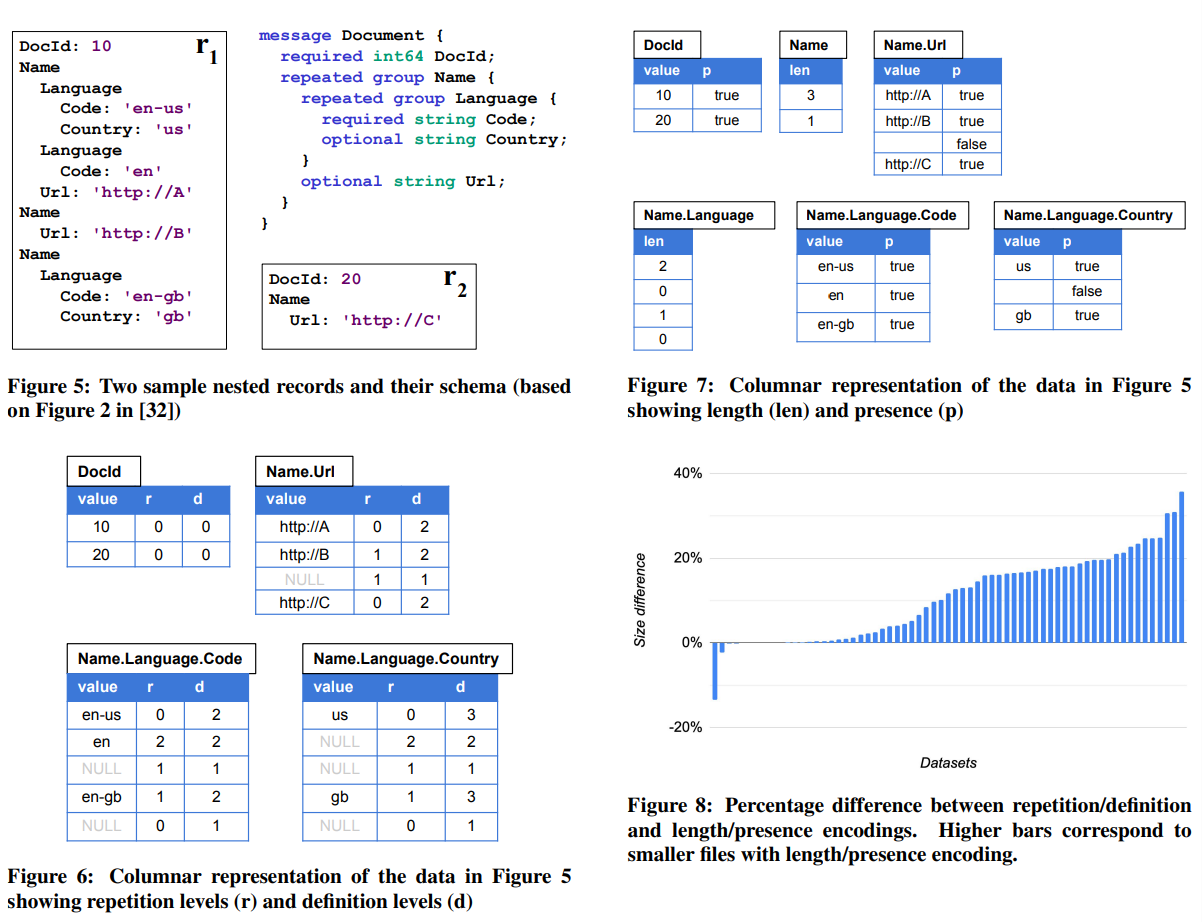 DocId: 10
r1
Name
Language
Code: 'en-us'
Country: 'us'
Language
Code: 'en'
Url: 'http://A'
Name
Url: 'http://B'
Name
Language
Code: 'en-gb'
Country: 'gb'
message Document {
required int64 DocId;
repeated group Name {
repeated group Language {
required string Code;
optional string Country;
}
optional string Url;
}
}
DocId: 20
r2
Name
Url: 'http://C'
Figure 5: Two sample nested records and their schema (based
on Figure 2 in [32])
DocId
value r d
10 0 0
20 0 0
Name.Url
value r d
http://A 0 2
http://B 1 2
NULL 1 1
http://C 0 2
Name.Language.Code
value r d
en-us 0 2
en 2 2
NULL 1 1
en-gb 1 2
NULL 0 1
Name.Language.Country
value r d
us 0 3
NULL 2 2
NULL 1 1
gb 1 3
NULL 0 1
Figure 6: Columnar representation of the data in Figure 5
showing repetition levels (r) and definition levels (d)
DocId
value p
10 true
20 true
Name
len
3
1
Name.Url
value p
http://A true
http://B true
false
http://C true
Name.Language
len
2
0
1
0
Name.Language.Code
value p
en-us true
en true
en-gb true
Name.Language.Country
value p
us true
false
gb true
Figure 7: Columnar representation of the data in Figure 5
showing length (len) and presence (p)
40%
20%
0%
-20%
Size difference
Datasets
Figure 8: Percentage difference between repetition/definition
and length/presence encodings. Higher bars correspond to
smaller files with length/presence encoding.